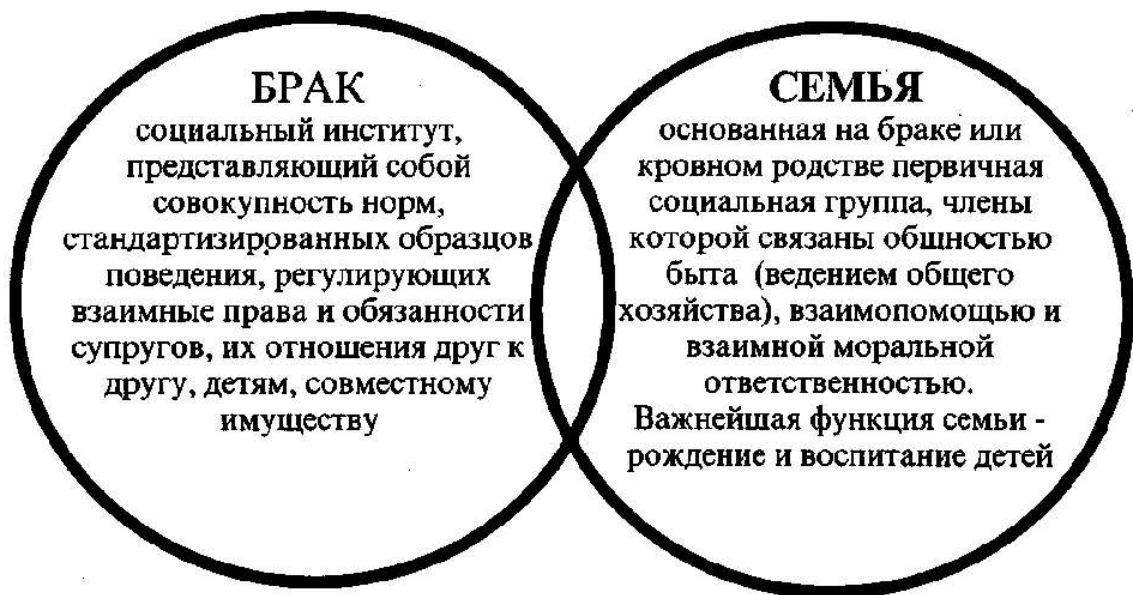 БРАК
социальный институт,
представляющий собой
совокупность норм,
стандартизированных образцов
поведения, регулирующих
взаимные права и обязанности
супругов, их отношения друг к
другу, детям, совместному
имуществу
СЕМЬЯ
основанная на браке или
кровном родстве первичная
социальная группа, члены
которой связаны общностью
быта (ведением общего
хозяйства), взаимопомощью и
взаимной моральной
ответственностью.
Важнейшая функция семьи -
рождение и воспитание детей